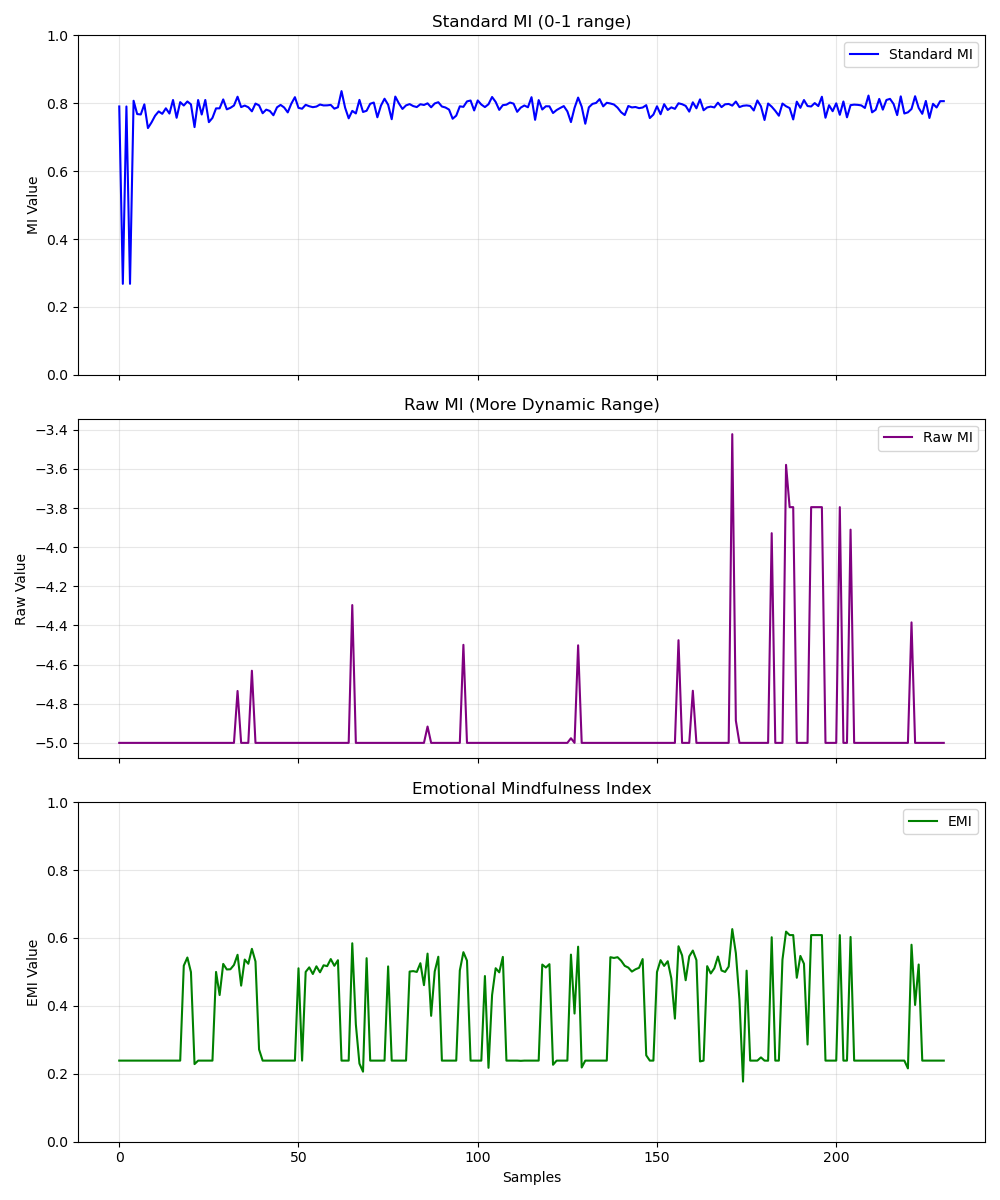 Standard MI (0-1 range)
1.0
0.8
0.6
0.4
0.2
0.0
MI Value
Standard MI
Raw MI (More Dynamic Range)
−3.4
−3.6
−3.8
−4.0
−4.2
−4.4
−4.6
−4.8
−5.0
Raw Value
Raw MI
Emotional Mindfulness Index
1.0
0.8
0.6
0.4
0.2
0.0
EMI Value
EMI
0 50 100 150 200
Samples